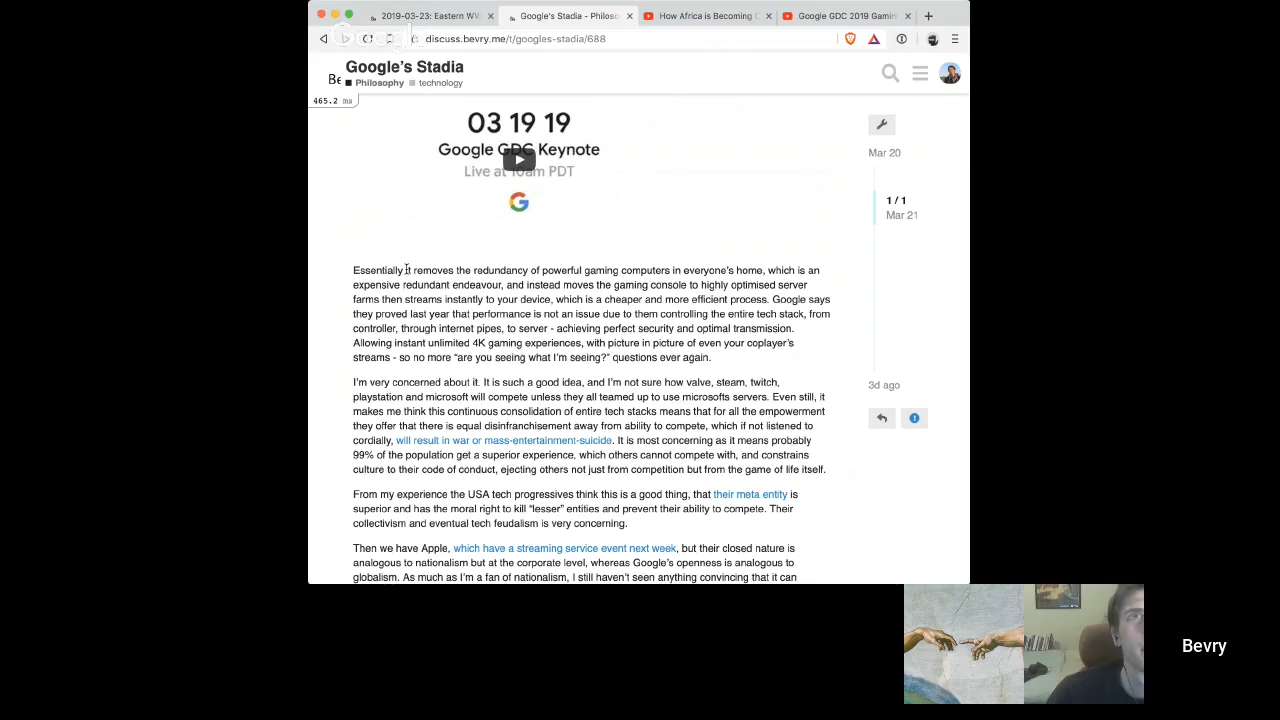 2019-03-23: Eastern WW
Google's Stadia - Philoso
How Africa is Becoming C
Google GDC 2019 Gamin
discuss.bevry.me/t/googles-stadia/688
Google's Stadia
Be
Philosophy technology
465.2 ms
03 19 19
Google GDC Keynote
Live at 10am PDT
Mar 20
1 / 1
Mar 21
Essentially it removes the redundancy of powerful gaming computers in everyone's home, which is an
expensive redundant endeavour, and instead moves the gaming console to highly optimised server
farms then streams instantly to your device, which is a cheaper and more efficient process. Google says
they proved last year that performance is not an issue due to them controlling the entire tech stack, from
controller, through internet pipes, to server - achieving perfect security and optimal transmission.
Allowing instant unlimited 4K gaming experiences, with picture in picture of even your coplayer's
streams - so no more “are you seeing what I'm seeing?” questions ever again.
I'm very concerned about it. It is such a good idea, and I'm not sure how valve, steam, twitch,
playstation and microsoft will compete unless they all teamed up to use microsofts servers. Even still, it
makes me think this continuous consolidation of entire tech stacks means that for all the empowerment
they offer that there is equal disinfranchisement away from ability to compete, which if not listened to
cordially, will result in war or mass-entertainment-suicide. It is most concerning as it means probably
99% of the population get a superior experience, which others cannot compete with, and constrains
culture to their code of conduct, ejecting others not just from competition but from the game of life itself.
3d ago
From my experience the USA tech progressives think this is a good thing, that their meta entity is
superior and has the moral right to kill “lesser” entities and prevent their ability to compete. Their
collectivism and eventual tech feudalism is very concerning.
Then we have Apple, which have a streaming service event next week, but their closed nature is
analogous to nationalism but at the corporate level, whereas Google's openness is analogous to
globalism. As much as I'm a fan of nationalism, I still haven't seen anything convincing that it can
Bevry